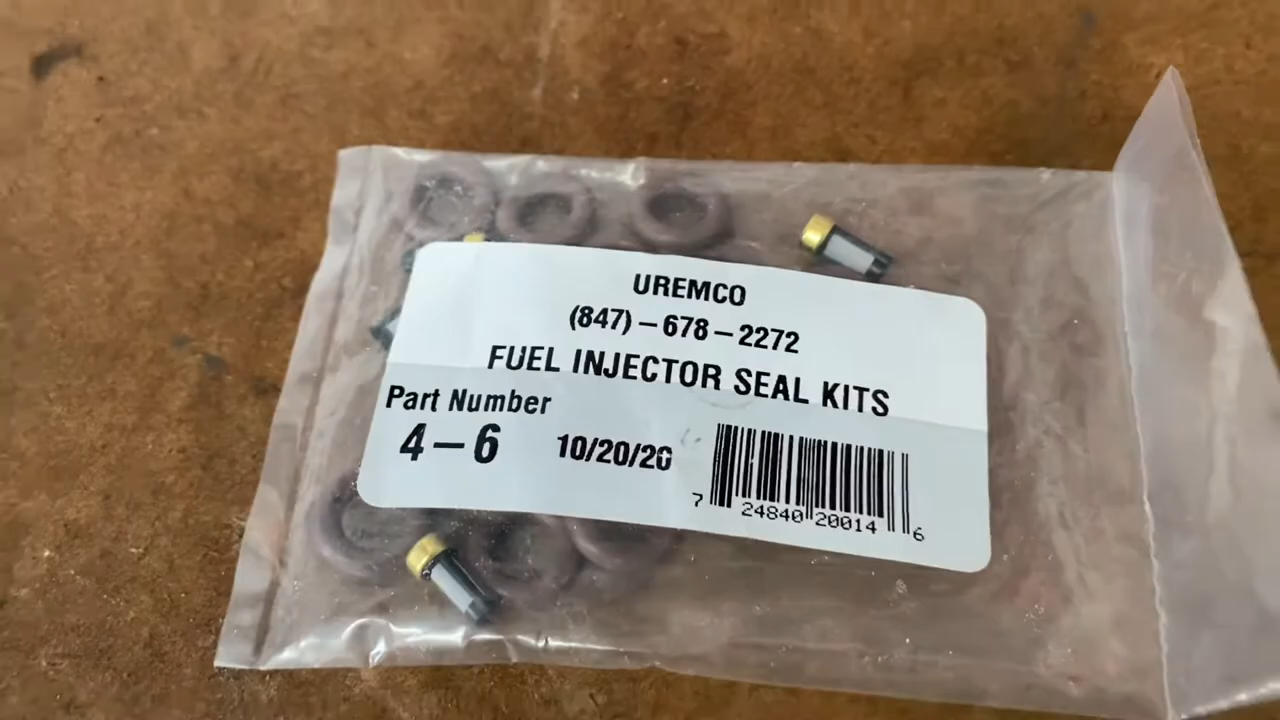 UREMCO
(847)–678–2272
FUEL INJECTOR SEAL KITS
Part Number
4–6 10/20/20
7 24840 20014 6